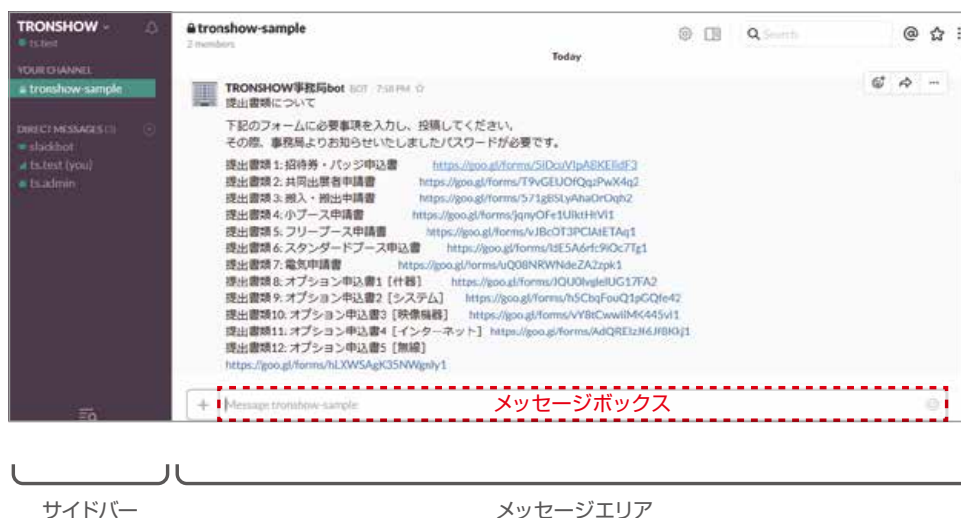 TRONSHOW
ts.test
YOUR CHANNEL
tronshow-sample
DIRECT MESSAGES
slackbot
ts.test (you)
ts.admin
tronshow-sample
2 members
Search
Today
TRONSHOW事務局bot BOT 7:58 PM
提出書類について
下記のフォームに必要事項を入力し、投稿してください。
その際、事務局よりお知らせいたしましたパスワードが必要です。
提出書類 1: 招待券・バッジ申込書
提出書類 2: 共同出展者申請書
提出書類 3: 搬入・搬出申請書
提出書類 4: 小ブース申請書
提出書類 5: フリーブース申請書
提出書類 6: スタンダードブース申込書
提出書類 7: 電気申請書
提出書類 8: オプション申込書1［什器］
提出書類 9: オプション申込書2［システム］
提出書類10: オプション申込書3［映像機器］
提出書類11: オプション申込書4［インターネット］
提出書類12: オプション申込書5［無線］
Message tronshow-sample
メッセージボックス
サイドバー
メッセージエリア